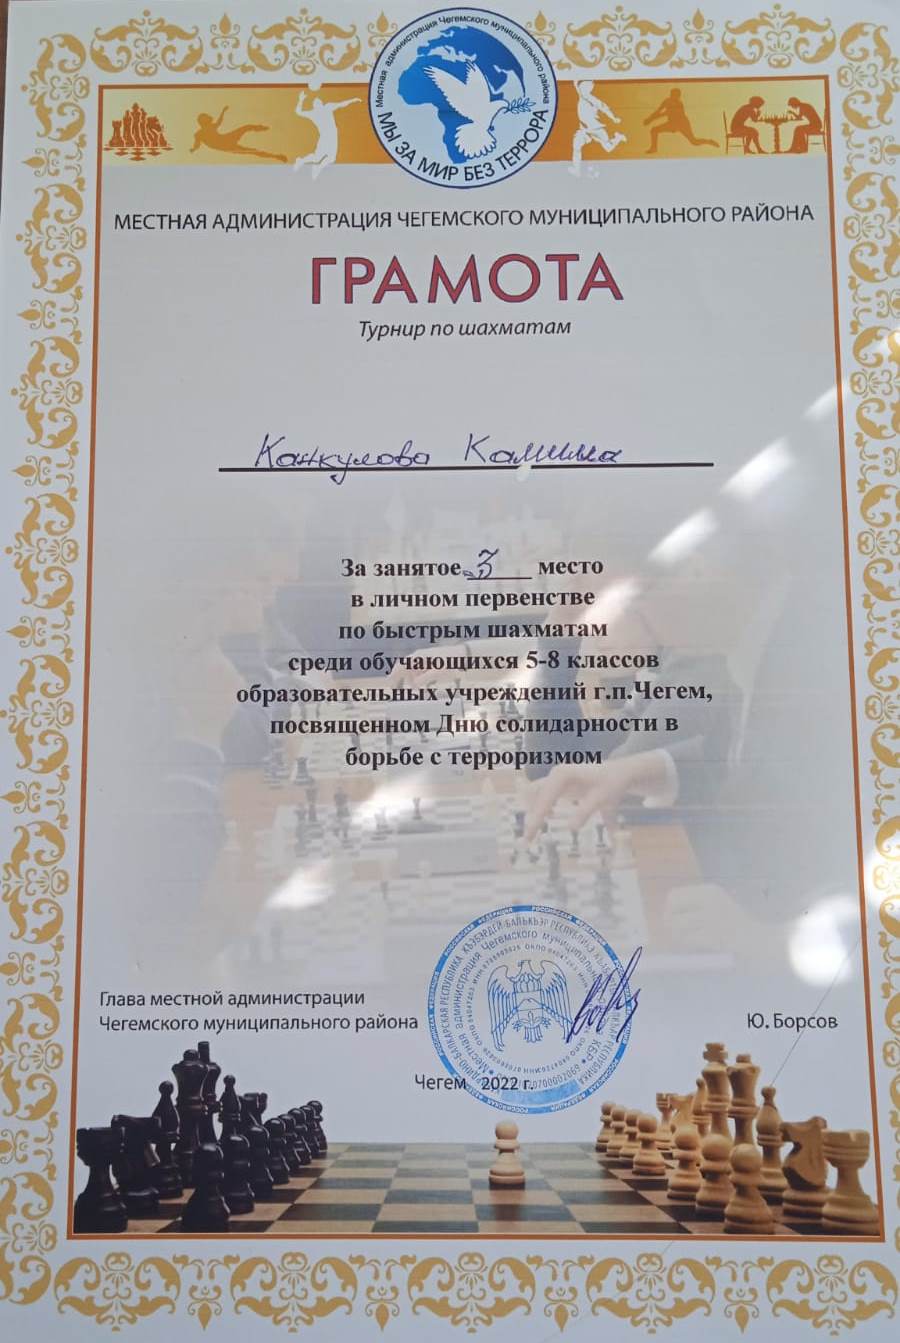 Местная администрация Чегемского муниципального района
МЫ ЗА МИР БЕЗ ТЕРРОРА
МЕСТНАЯ АДМИНИСТРАЦИЯ ЧЕГЕМСКОГО МУНИЦИПАЛЬНОГО РАЙОНА
ГРАМОТА
Турнир по шахматам
Канкулова Камилла
За занятое 3 место
в личном первенстве
по быстрым шахматам
среди обучающихся 5-8 классов
образовательных учреждений г.п.Чегем,
посвященном Дню солидарности в
борьбе с терроризмом
Глава местной администрации
Чегемского муниципального района
Ю. Борсов
Чегем 2022 г.